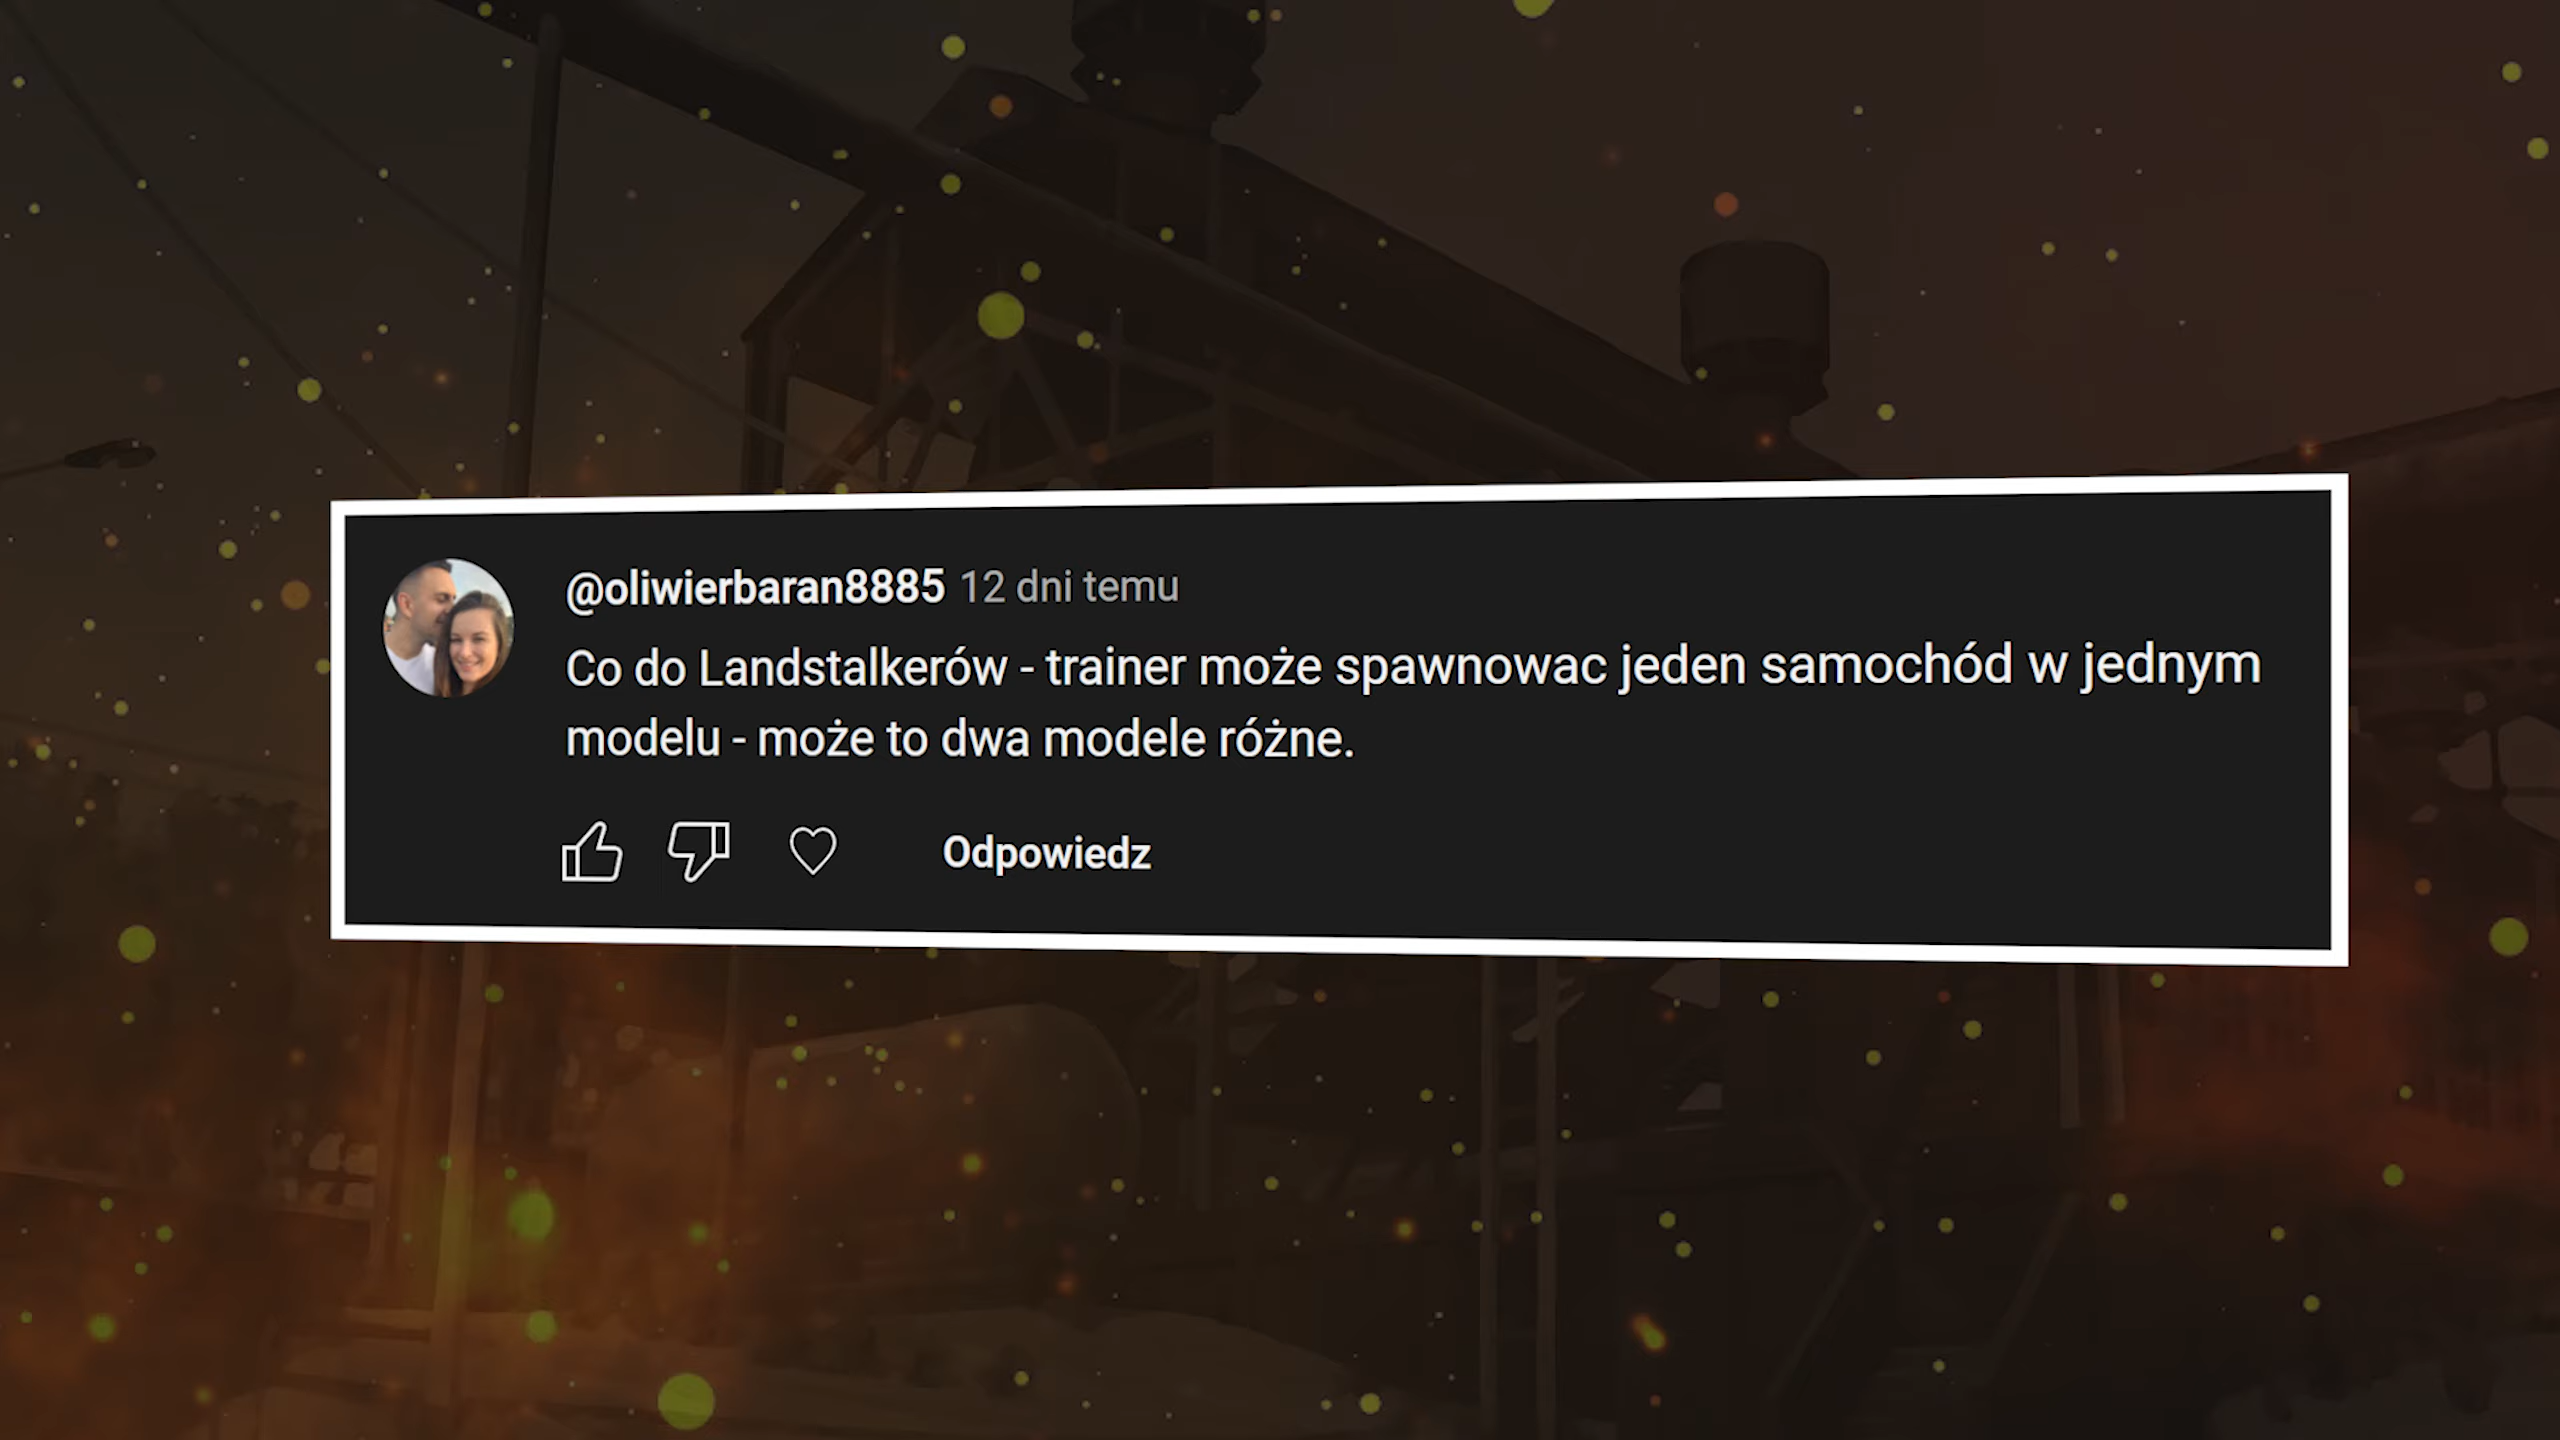 @oliwierbaran8885 12 dni temu
Co do Landstalkerów - trainer może spawnowac jeden samochód w jednym
modelu - może to dwa modele różne.
Odpowiedz